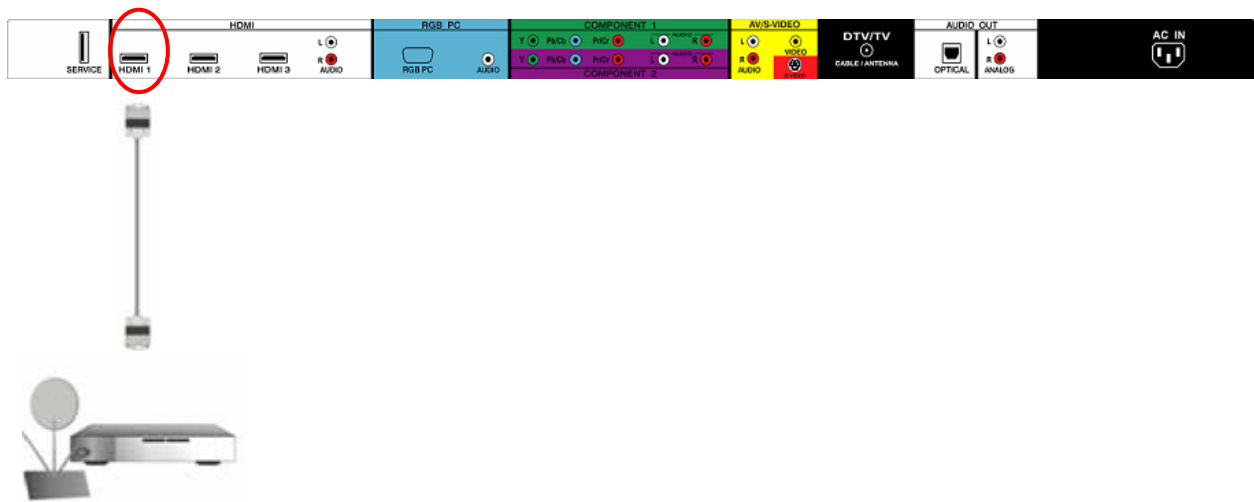 HDMI
RGB PC
COMPONENT 1
AV/S-VIDEO
AUDIO OUT
SERVICE
HDMI 1
HDMI 2
HDMI 3
L
R
AUDIO
RGB PC
AUDIO
Y Pb/Cb Pr/Cr L AUDIO R
Y Pb/Cb Pr/Cr L R
COMPONENT 2
L
R
AUDIO
VIDEO
S-VIDEO
DTV/TV
CABLE / ANTENNA
OPTICAL
L
R
ANALOG
AC IN